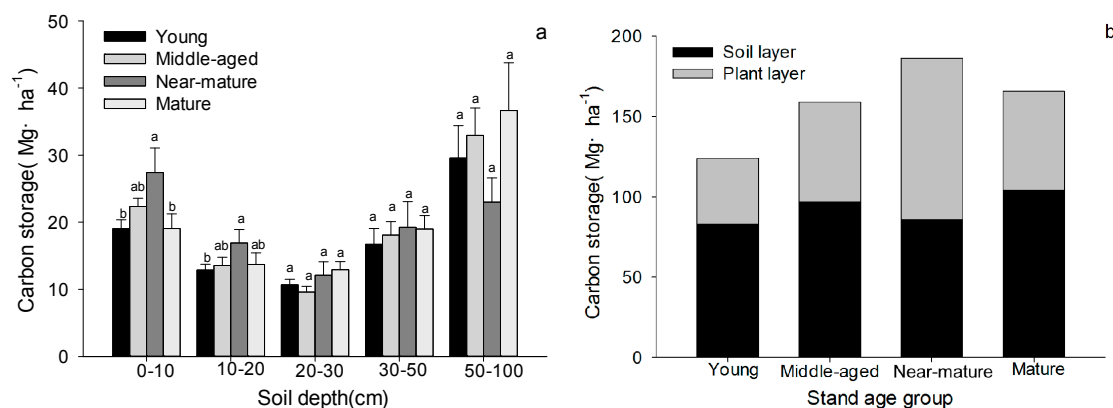 a
Young
Middle-aged
Near-mature
Mature
50
40
30
20
10
0
Carbon storage( Mg· ha-1)
b ab a b
b ab a ab
a a a a
a a a a
a a a a
0-10 10-20 20-30 30-50 50-100
Soil depth(cm)
b
Soil layer
Plant layer
200
150
100
50
0
Carbon storage( Mg· ha-1)
Young Middle-aged Near-mature Mature
Stand age group